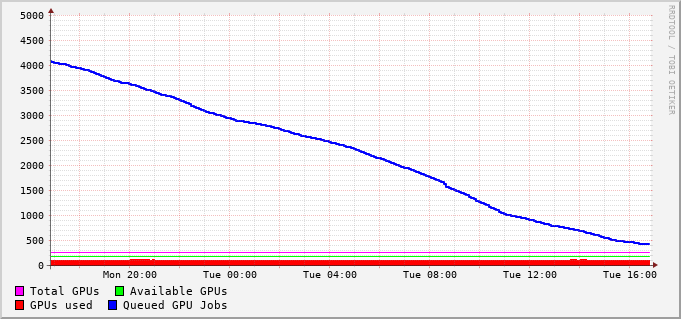 5000
4500
4000
3500
3000
2500
2000
1500
1000
500
0
Mon 20:00 Tue 00:00 Tue 04:00 Tue 08:00 Tue 12:00 Tue 16:00
Total GPUs Available GPUs
GPUs used Queued GPU Jobs
RRDTOOL / TOBI OETIKER